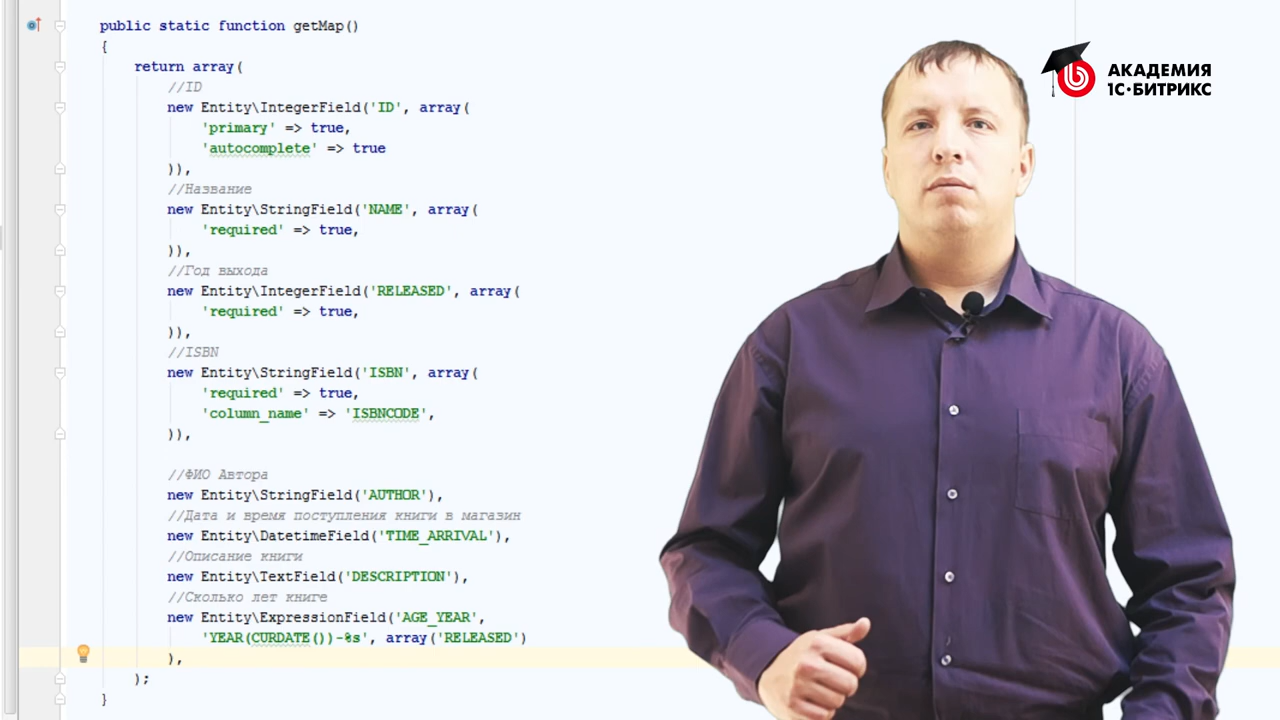 public static function getMap()
{
return array(
//ID
new Entity\IntegerField('ID', array(
'primary' => true,
'autocomplete' => true
)),
//Название
new Entity\StringField('NAME', array(
'required' => true,
)),
//Год выхода
new Entity\IntegerField('RELEASED', array(
'required' => true,
)),
//ISBN
new Entity\StringField('ISBN', array(
'required' => true,
'column_name' => 'ISBNCODE',
)),
//ФИО Автора
new Entity\StringField('AUTHOR'),
//Дата и время поступления книги в магазин
new Entity\DatetimeField('TIME_ARRIVAL'),
//Описание книги
new Entity\TextField('DESCRIPTION'),
//Сколько лет книге
new Entity\ExpressionField('AGE_YEAR',
'YEAR(CURDATE())-%s', array('RELEASED')
),
);
}
АКАДЕМИЯ
1С·БИТРИКС